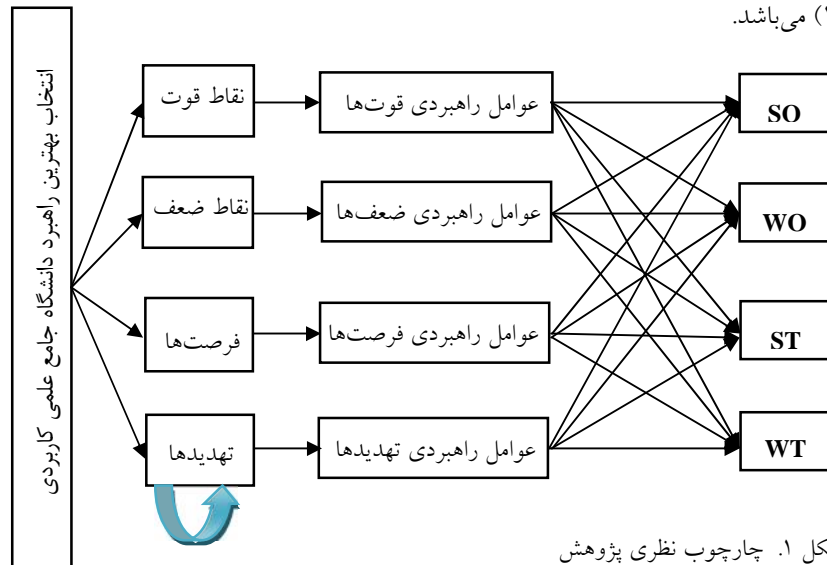 ۱) می‌باشد.
انتخاب بهترین راهبرد دانشگاه جامع علمی کاربردی
نقاط قوت
عوامل راهبردی قوت‌ها
SO
نقاط ضعف
عوامل راهبردی ضعف‌ها
WO
فرصت‌ها
عوامل راهبردی فرصت‌ها
ST
تهدیدها
عوامل راهبردی تهدیدها
WT
کل ۱. چارچوب نظری پژوهش